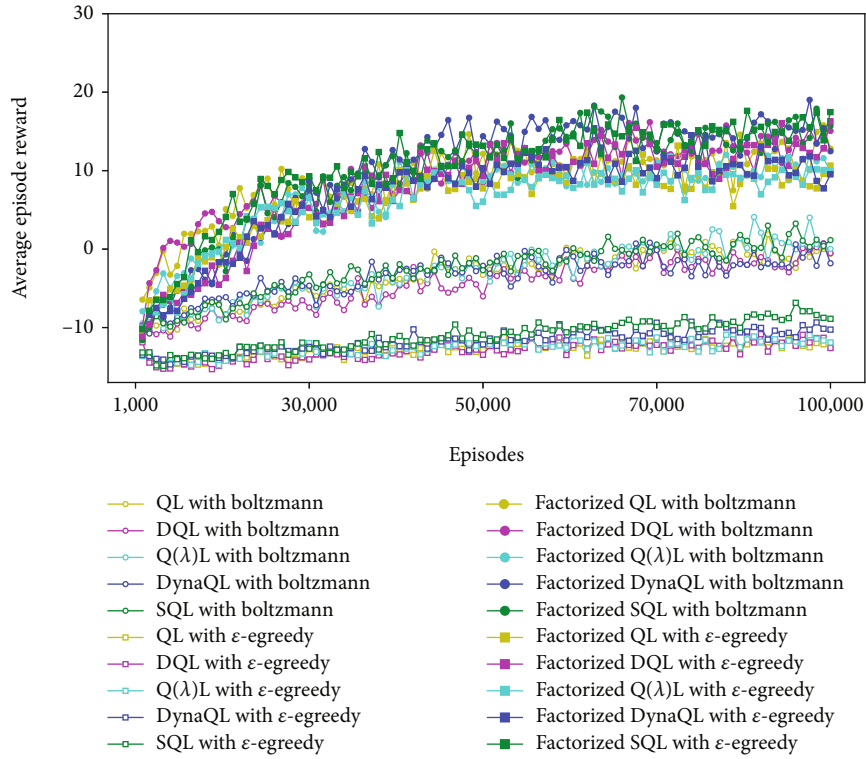 30
20
10
0
−10
Average episode reward
1,000
30,000
50,000
70,000
100,000
Episodes
QL with boltzmann
DQL with boltzmann
Q(λ)L with boltzmann
DynaQL with boltzmann
SQL with boltzmann
QL with ε-egreedy
DQL with ε-egreedy
Q(λ)L with ε-egreedy
DynaQL with ε-egreedy
SQL with ε-egreedy
Factorized QL with boltzmann
Factorized DQL with boltzmann
Factorized Q(λ)L with boltzmann
Factorized DynaQL with boltzmann
Factorized SQL with boltzmann
Factorized QL with ε-egreedy
Factorized DQL with ε-egreedy
Factorized Q(λ)L with ε-egreedy
Factorized DynaQL with ε-egreedy
Factorized SQL with ε-egreedy